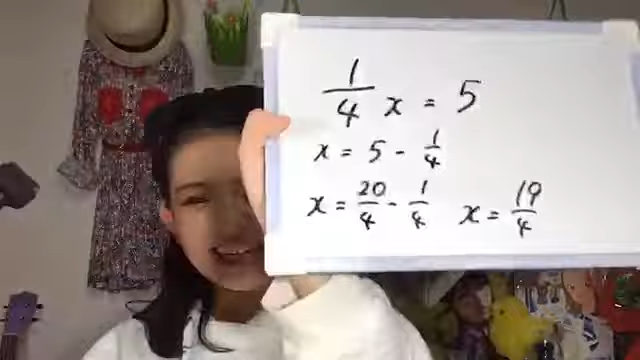 1/4 x = 5
x = 5 - 1/4
x = 20/4 - 1/4   x = 19/4